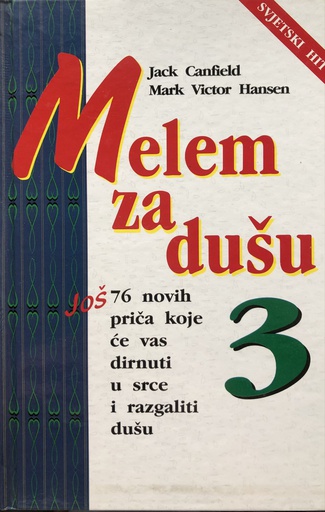 SVJETSKI HIT
Jack Canfield
Mark Victor Hansen
Melem
za
dušu
3
Još 76 novih
priča koje
će vas
dirnuti
u srce
i razgaliti
dušu